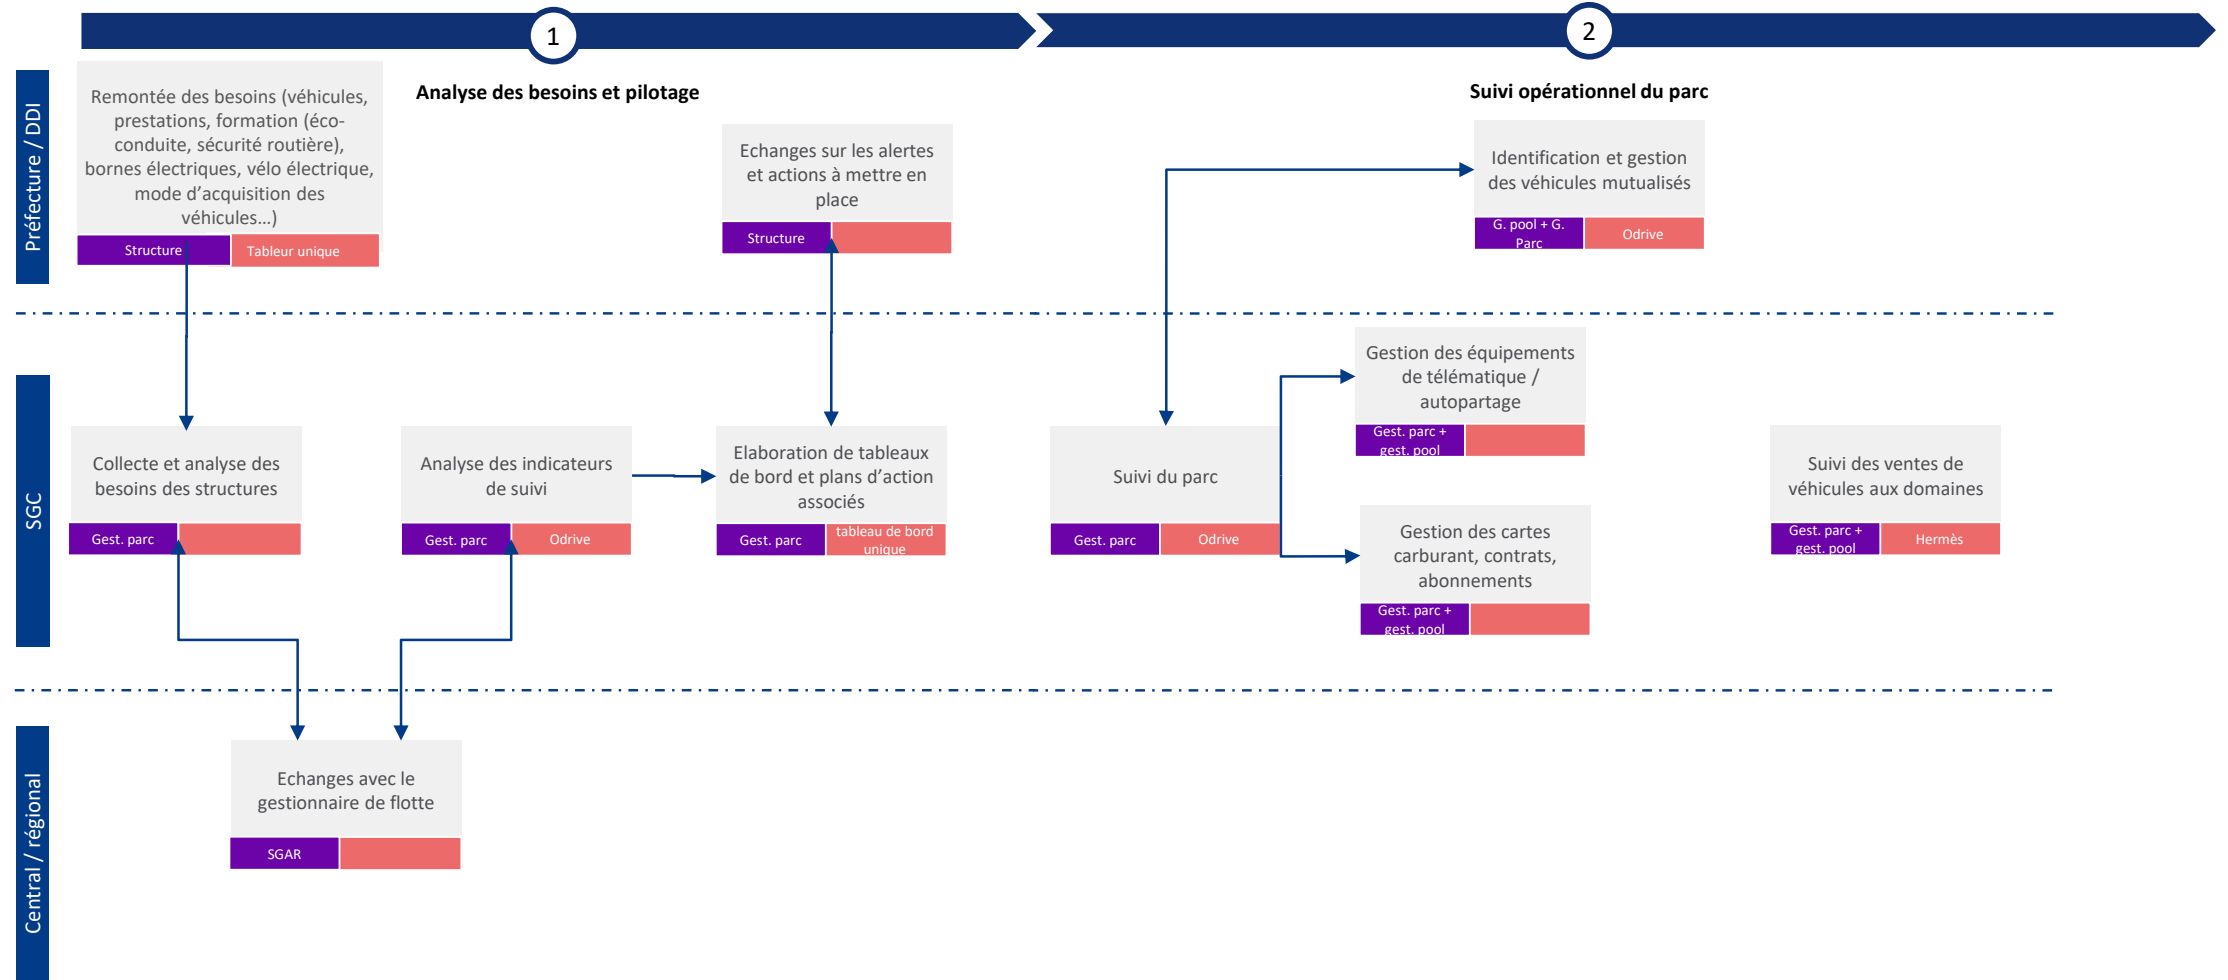 1
2
Analyse des besoins et pilotage
Suivi opérationnel du parc
Préfecture / DDI
Remontée des besoins (véhicules,
prestations, formation (éco-
conduite, sécurité routière),
bornes électriques, vélo électrique,
mode d'acquisition des
véhicules...)
Structure
Tableur unique
Echanges sur les alertes
et actions à mettre en
place
Structure
Identification et gestion
des véhicules mutualisés
G. pool + G.
Parc
Odrive
SGC
Collecte et analyse des
besoins des structures
Gest. parc
Analyse des indicateurs
de suivi
Gest. parc
Odrive
Elaboration de tableaux
de bord et plans d'action
associés
Gest. parc
tableau de bord
unique
Suivi du parc
Gest. parc
Odrive
Gestion des équipements
de télématique /
autopartage
Gest. parc +
gest. pool
Gestion des cartes
carburant, contrats,
abonnements
Gest. parc +
gest. pool
Suivi des ventes de
véhicules aux domaines
Gest. parc +
gest. pool
Hermès
Central / régional
Echanges avec le
gestionnaire de flotte
SGAR